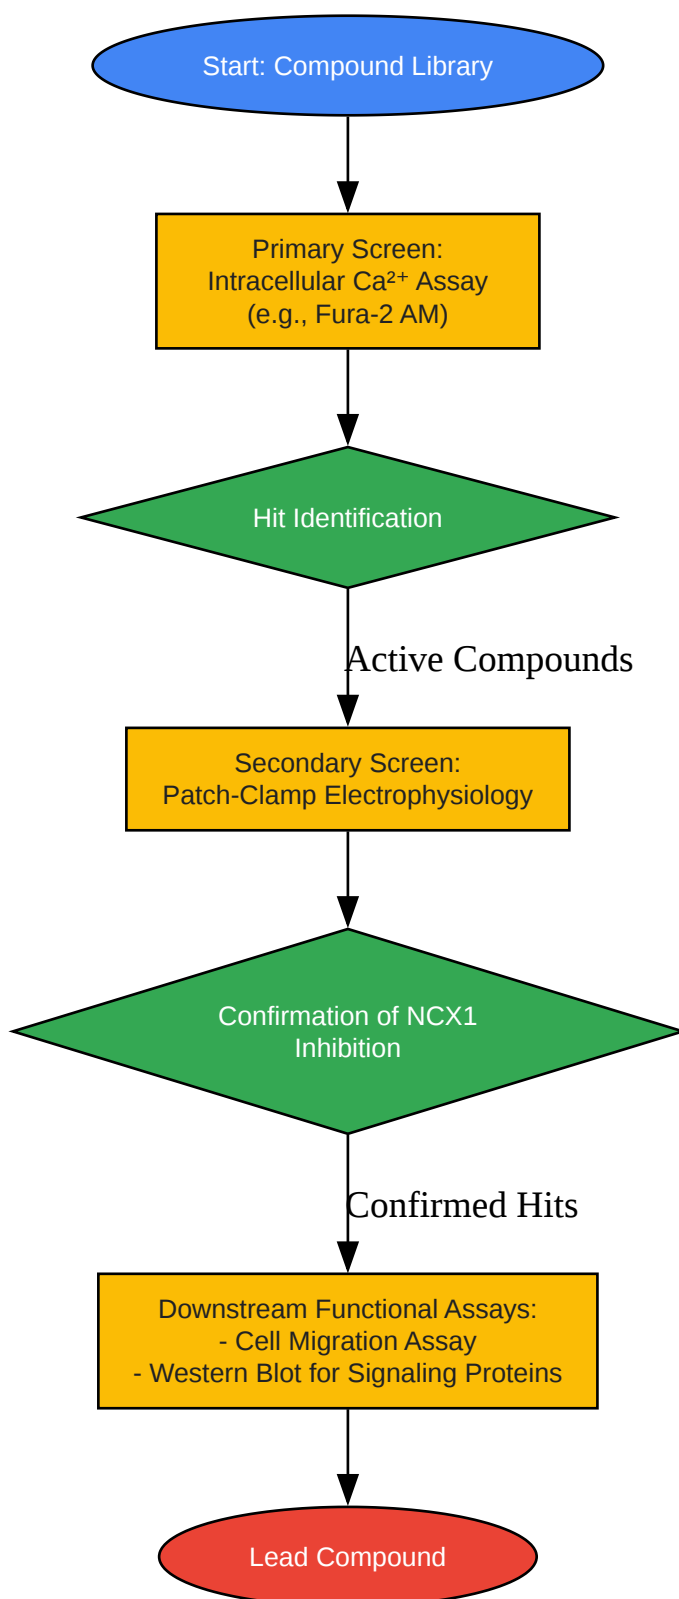 Start: Compound Library
Primary Screen:
Intracellular Ca²⁺ Assay
(e.g., Fura-2 AM)
Hit Identification
Active Compounds
Secondary Screen:
Patch-Clamp Electrophysiology
Confirmation of NCX1
Inhibition
Confirmed Hits
Downstream Functional Assays:
- Cell Migration Assay
- Western Blot for Signaling Proteins
Lead Compound